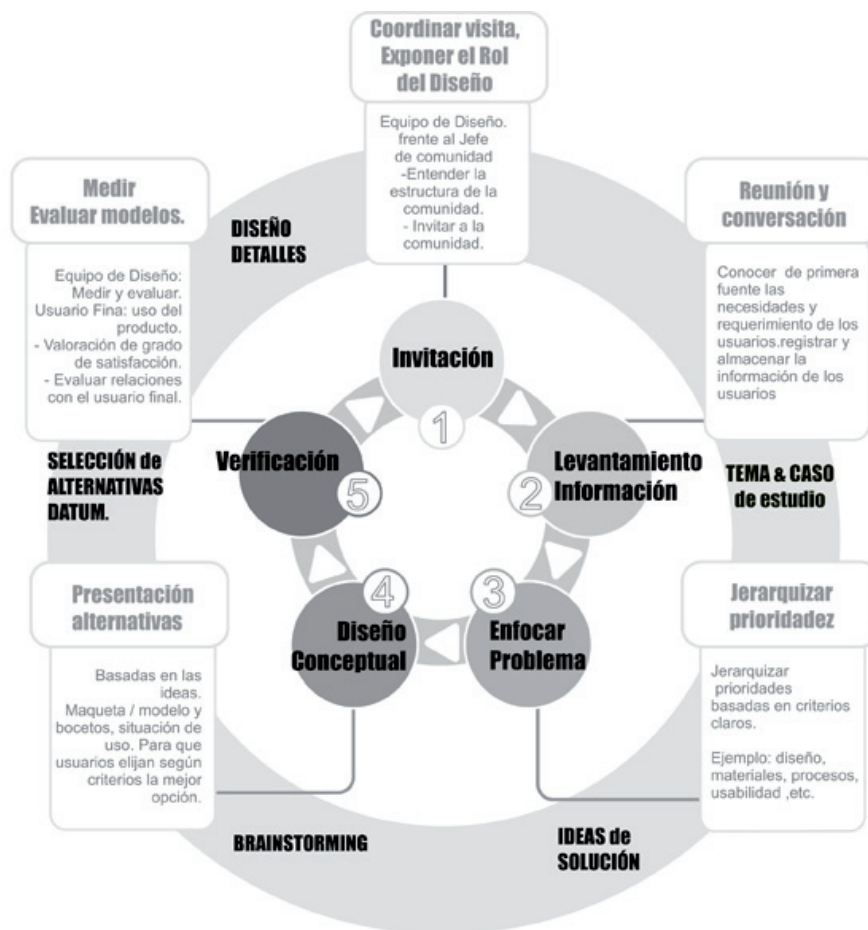 Coordinar visita,
Exponer el Rol
del Diseño
Equipo de Diseño.
frente al Jefe
de comunidad
-Entender la
estructura de la
comunidad.
- Invitar a la
comunidad.
Medir
Evaluar modelos.
Equipo de Diseño:
Medir y evaluar.
Usuario Fina: uso del
producto.
- Valoración de grado
de satisfacción.
- Evaluar relaciones
con el usuario final.
DISEÑO
DETALLES
Reunión y
conversación
Conocer de primera
fuente las
necesidades y
requerimiento de los
usuarios.registrar y
almacenar la
información de los
usuarios
Invitación
1
Levantamiento
Información
2
TEMA & CASO
de estudio
Verificación
5
SELECCIÓN de
ALTERNATIVAS
DATUM.
Enfocar
Problema
3
Diseño
Conceptual
4
Jerarquizar
prioridadez
Jerarquizar
prioridades
basadas en criterios
claros.
Ejemplo: diseño,
materiales, procesos,
usabilidad ,etc.
Presentación
alternativas
Basadas en las
ideas.
Maqueta / modelo y
bocetos, situación de
uso. Para que
usuarios elijan según
criterios la mejor
opción.
BRAINSTORMING
IDEAS de
SOLUCIÓN